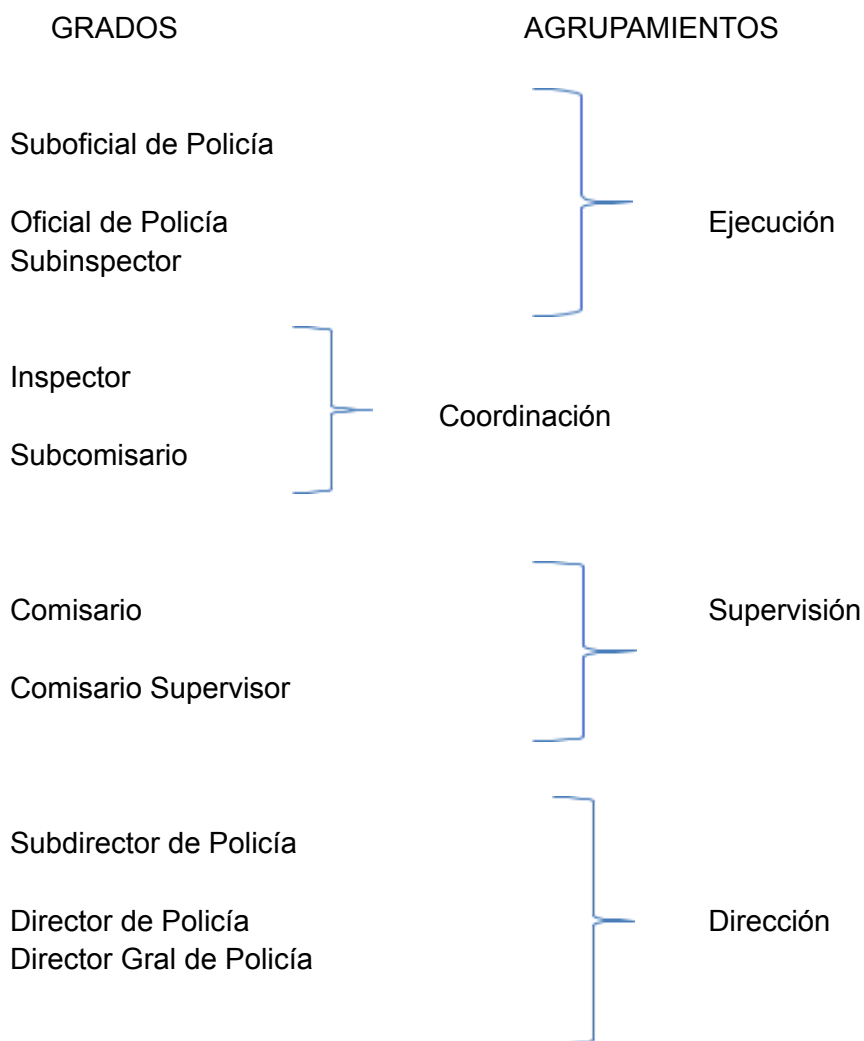 GRADOS AGRUPAMIENTOS
Suboficial de Policía
Oficial de Policía Ejecución
Subinspector
Inspector
Coordinación
Subcomisario
Comisario Supervisión
Comisario Supervisor
Subdirector de Policía
Director de Policía Dirección
Director Gral de Policía